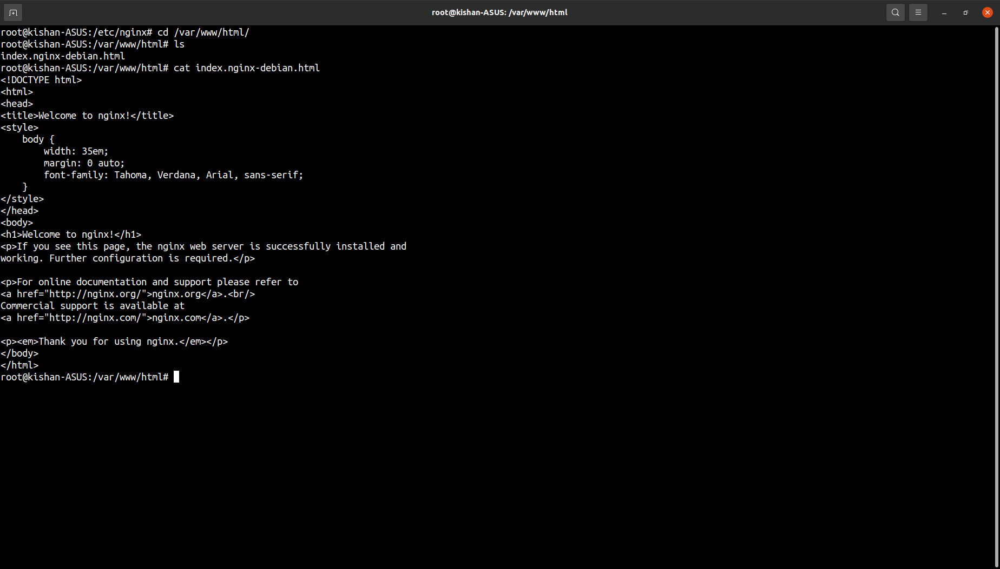 root@kishan-ASUS: /var/www/html
root@kishan-ASUS:/etc/nginx# cd /var/www/html/
root@kishan-ASUS:/var/www/html# ls
index.nginx-debian.html
root@kishan-ASUS:/var/www/html# cat index.nginx-debian.html
<!DOCTYPE html>
<html>
<head>
<title>Welcome to nginx!</title>
<style>
    body {
        width: 35em;
        margin: 0 auto;
        font-family: Tahoma, Verdana, Arial, sans-serif;
    }
</style>
</head>
<body>
<h1>Welcome to nginx!</h1>
<p>If you see this page, the nginx web server is successfully installed and
working. Further configuration is required.</p>

<p>For online documentation and support please refer to
<a href="http://nginx.org/">nginx.org</a>.<br/>
Commercial support is available at
<a href="http://nginx.com/">nginx.com</a>.</p>

<p><em>Thank you for using nginx.</em></p>
</body>
</html>
root@kishan-ASUS:/var/www/html#